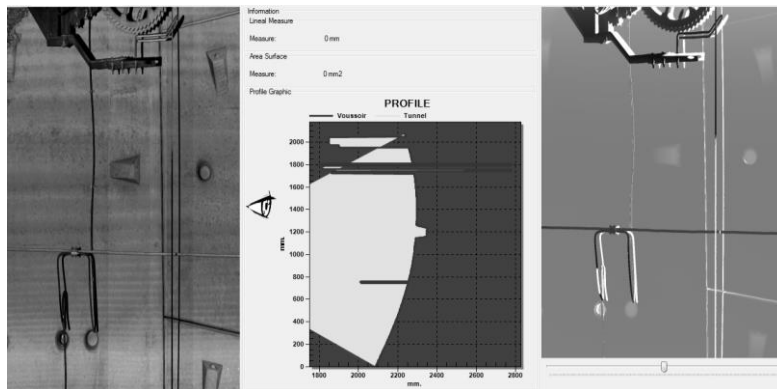 Information
Lineal Measure
Measure: 0 mm
Area Surface
Measure: 0 mm2
Profile Graphic
PROFILE
Voussoir Tunnel
2000
1800
1600
1400
1200
1000
800
600
400
200
0
mm.
1800 2000 2200 2400 2600 2800
mm.